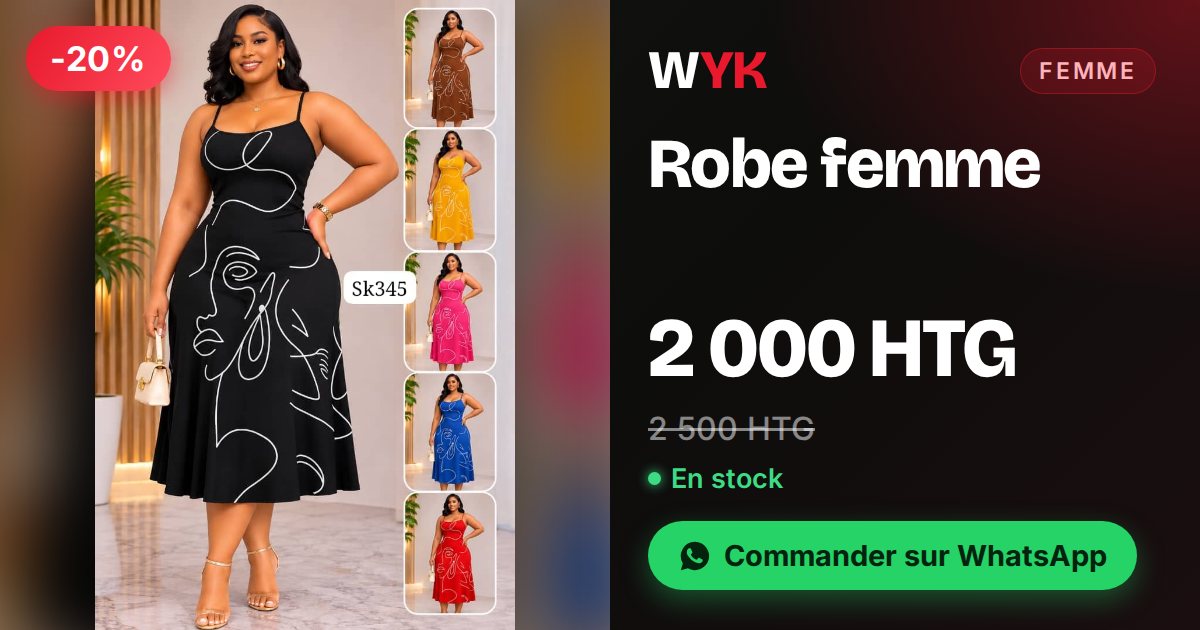 -20%
Sk345
WYK
FEMME
Robe femme
2 000 HTG
2 500 HTG
En stock
Commander sur WhatsApp